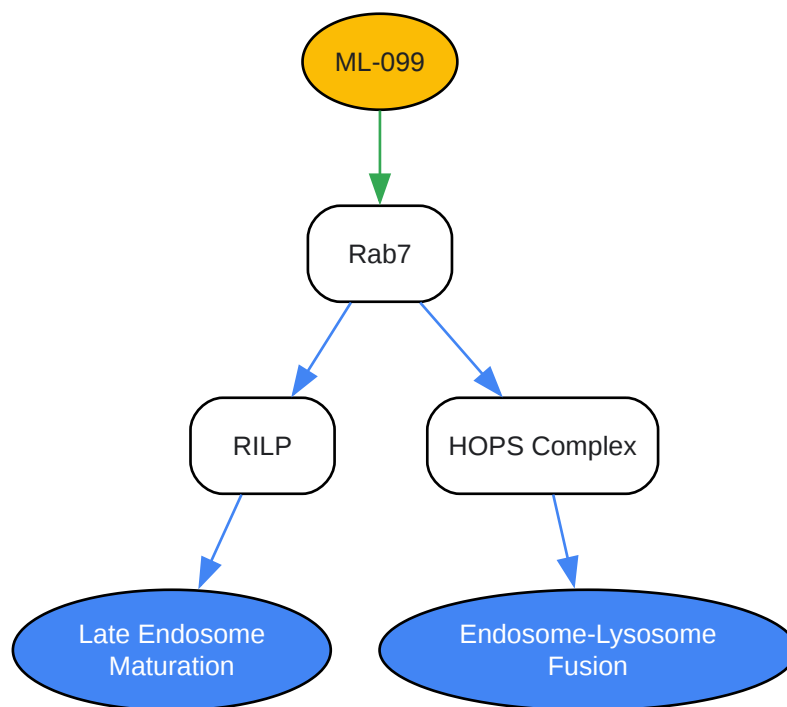 ML-099
Rab7
RILP
HOPS Complex
Late Endosome
Maturation
Endosome-Lysosome
Fusion